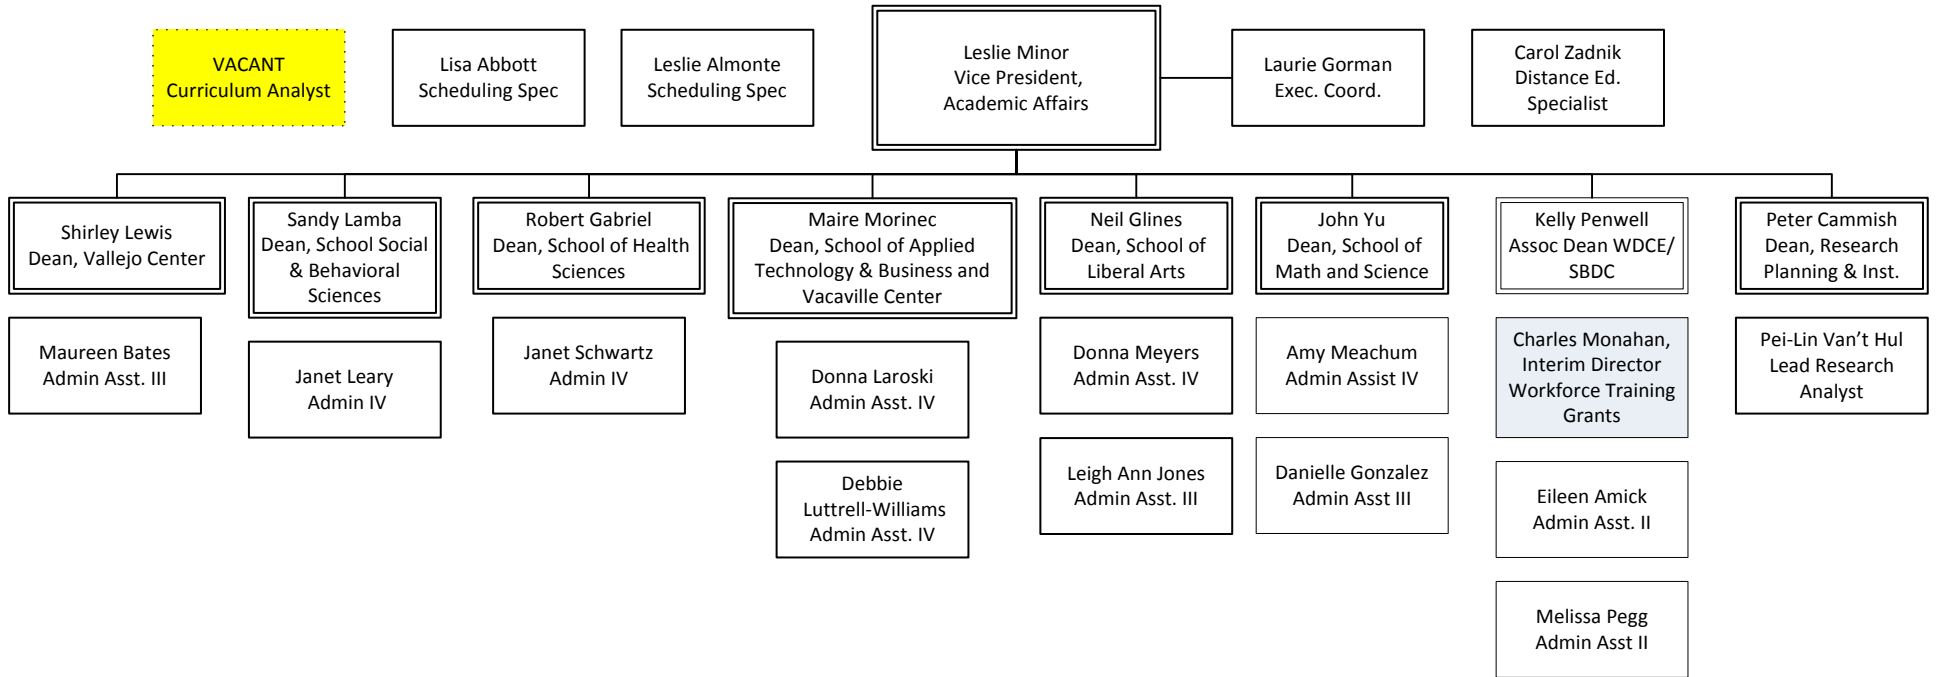 VACANT
Curriculum Analyst
Lisa Abbott
Scheduling Spec
Leslie Almonte
Scheduling Spec
Leslie Minor
Vice President,
Academic Affairs
Laurie Gorman
Exec. Coord.
Carol Zadnik
Distance Ed.
Specialist
Shirley Lewis
Dean, Vallejo Center
Sandy Lamba
Dean, School Social
& Behavioral
Sciences
Robert Gabriel
Dean, School of Health
Sciences
Maire Morinec
Dean, School of Applied
Technology & Business and
Vacaville Center
Neil Glines
Dean, School of
Liberal Arts
John Yu
Dean, School of
Math and Science
Kelly Penwell
Assoc Dean WDCE/
SBDC
Peter Cammish
Dean, Research
Planning & Inst.
Maureen Bates
Admin Asst. III
Janet Leary
Admin IV
Janet Schwartz
Admin IV
Donna Laroski
Admin Asst. IV
Donna Meyers
Admin Asst. IV
Amy Meachum
Admin Assist IV
Charles Monahan,
Interim Director
Workforce Training
Grants
Pei-Lin Van’t Hul
Lead Research
Analyst
Debbie
Luttrell-Williams
Admin Asst. IV
Leigh Ann Jones
Admin Asst. III
Danielle Gonzalez
Admin Asst III
Eileen Amick
Admin Asst. II
Melissa Pegg
Admin Asst II